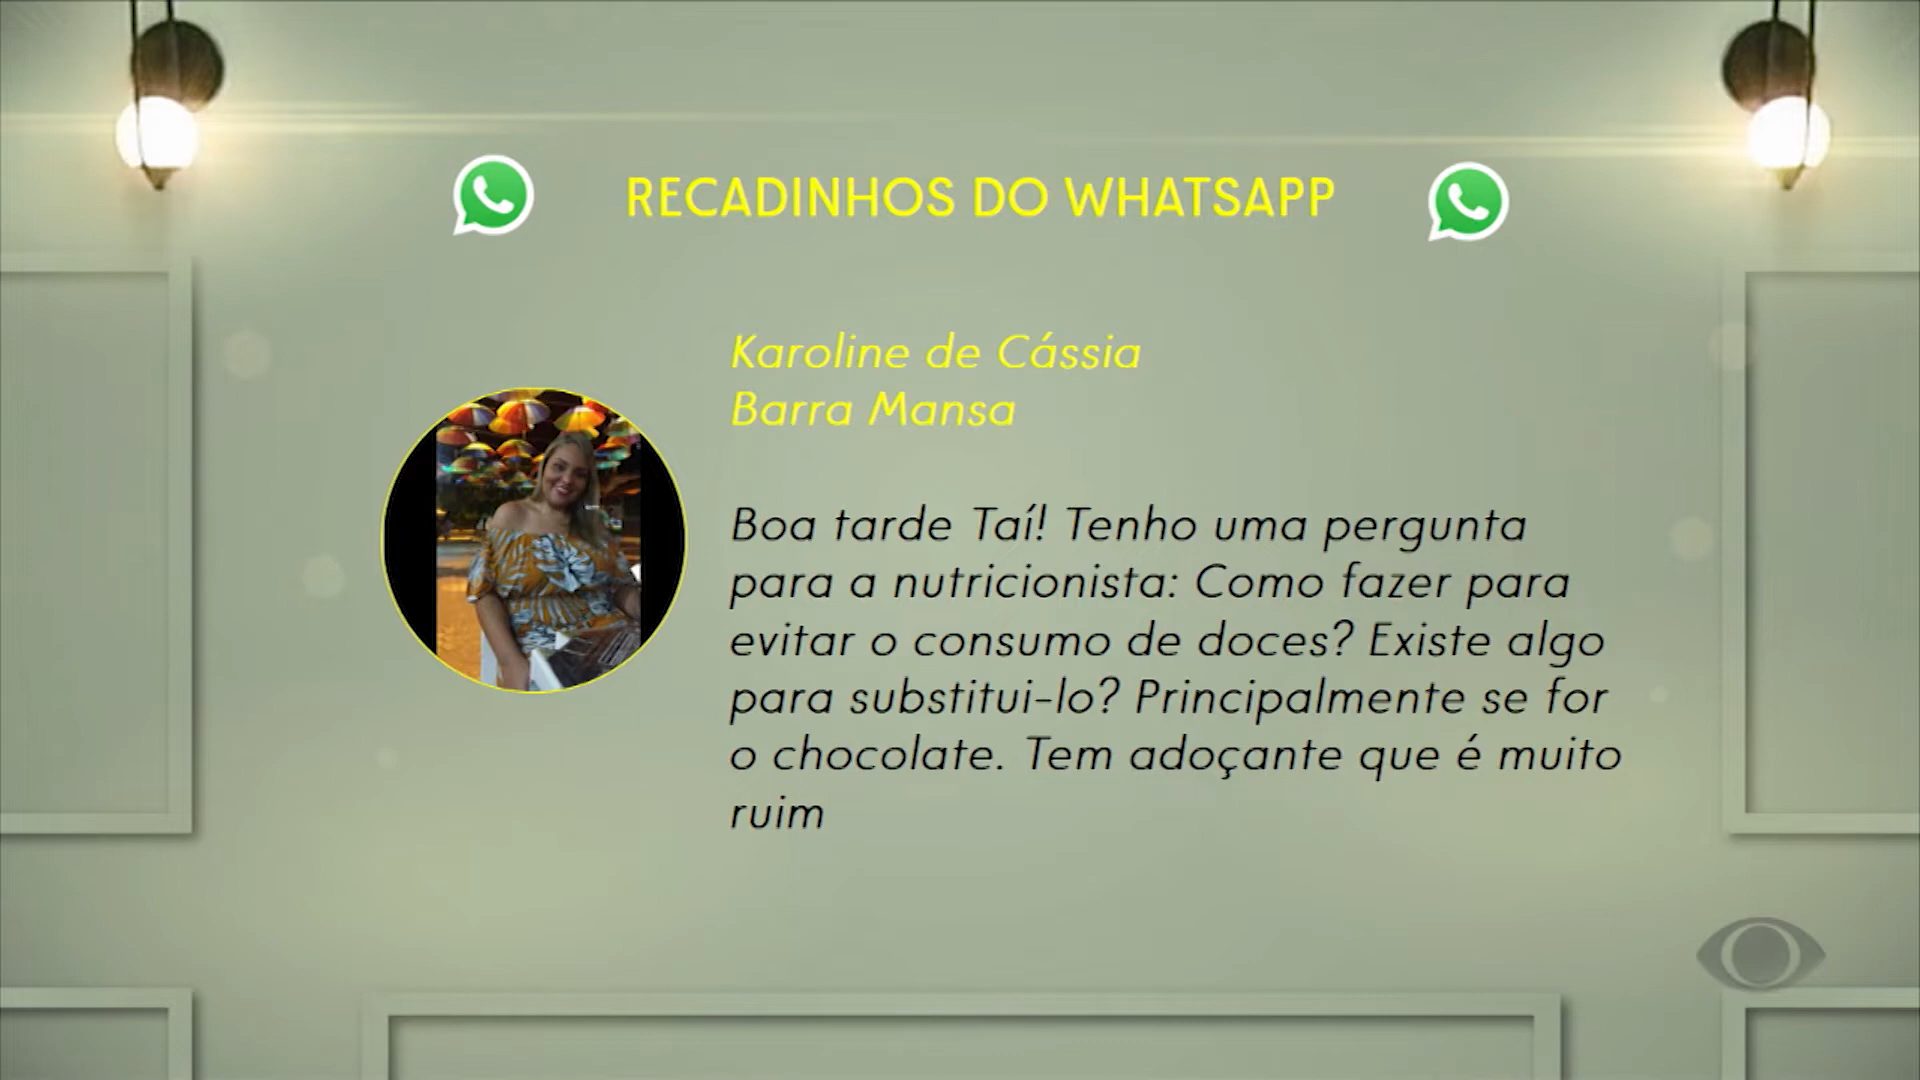 RECADINHOS DO WHATSAPP
Karoline de Cássia
Barra Mansa
Boa tarde Taí! Tenho uma pergunta
para a nutricionista: Como fazer para
evitar o consumo de doces? Existe algo
para substitui-lo? Principalmente se for
o chocolate. Tem adoçante que é muito
ruim